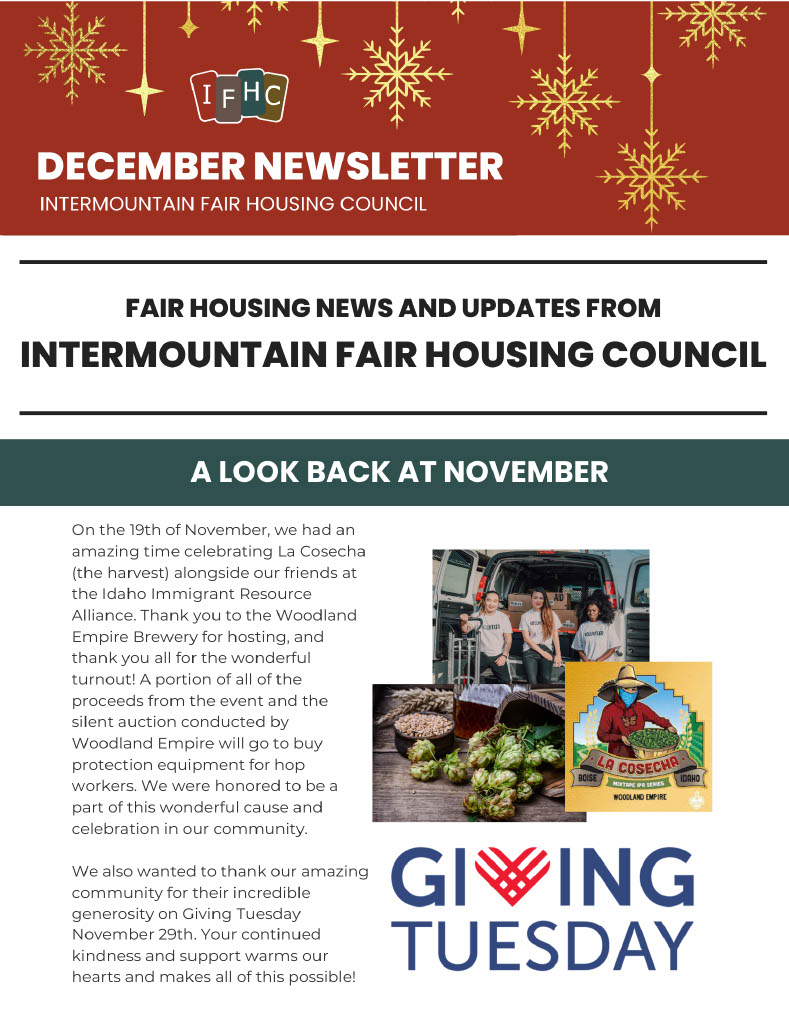 IFHC
DECEMBER NEWSLETTER
INTERMOUNTAIN FAIR HOUSING COUNCIL
FAIR HOUSING NEWS AND UPDATES FROM
INTERMOUNTAIN FAIR HOUSING COUNCIL
A LOOK BACK AT NOVEMBER
On the 19th of November, we had an
amazing time celebrating La Cosecha
(the harvest) alongside our friends at
the Idaho Immigrant Resource
Alliance. Thank you to the Woodland
Empire Brewery for hosting, and
thank you all for the wonderful
turnout! A portion of all of the
proceeds from the event and the
silent auction conducted by
Woodland Empire will go to buy
protection equipment for hop
workers. We were honored to be a
part of this wonderful cause and
celebration in our community.
We also wanted to thank our amazing
community for their incredible
generosity on Giving Tuesday
November 29th. Your continued
kindness and support warms our
hearts and makes all of this possible!
AID
VOLUNTEER
VOLUNTEER
VOLUNTEER
LA COSECHA
BOISE
IDAHO
MIXTAPE IPA SERIES
WOODLAND EMPIRE
GIVING
TUESDAY